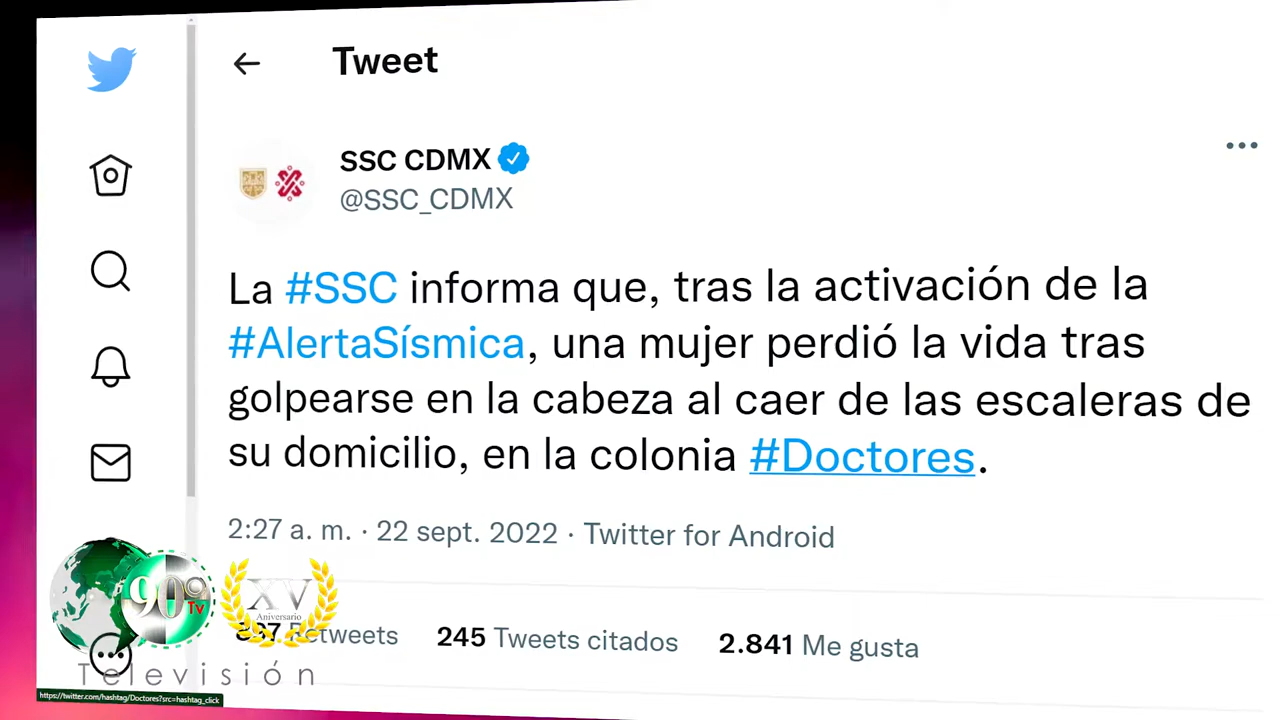 Tweet
SSC CDMX
@SSC_CDMX
La #SSC informa que, tras la activación de la
#AlertaSísmica, una mujer perdió la vida tras
golpearse en la cabeza al caer de las escaleras de
su domicilio, en la colonia #Doctores.
2:27 a. m. · 22 sept. 2022 · Twitter for Android
Retweets 245 Tweets citados 2.841 Me gusta
90° Tv
XV
Aniversario
Televisión
https://twitter.com/hashtag/Doctores?src=hashtag_click